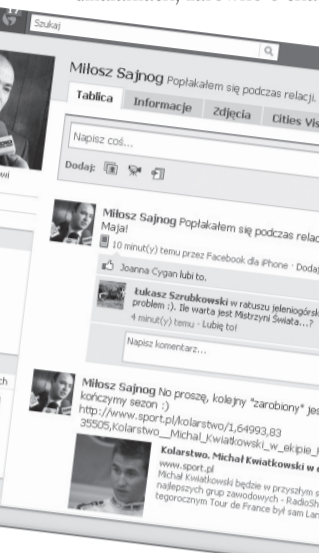 Szukaj
Miłosz Sajnog Popłakałem się podczas relacji.
Tablica Informacje Zdjęcia Cities Vis
Napisz coś...
Dodaj:
wi
Miłosz Sajnog Popłakałem się podczas relac
Maja!
10 minut(y) temu przez Facebook dla iPhone · Dodaj
Joanna Cygan lubi to.
Łukasz Szrubkowski w ratuszu jeleniogórsk
problem :). Ile warta jest Mistrzyni Świata...?
4 minut(y) temu · Lubię to!
Napisz komentarz...
ch
Miłosz Sajnog No proszę, kolejny "zarobiony" jes
kończymy sezon :)
http://www.sport.pl/kolarstwo/1,64993,83
35505,Kolarstwo__Michal_Kwiatkowski_w_ekipie_
Kolarstwo. Michał Kwiatkowski w e
www.sport.pl
Michał Kwiatkowski będzie w przyszłym s
najlepszych grup zawodowych - RadioSh
tegorocznym Tour de France był sam Lan